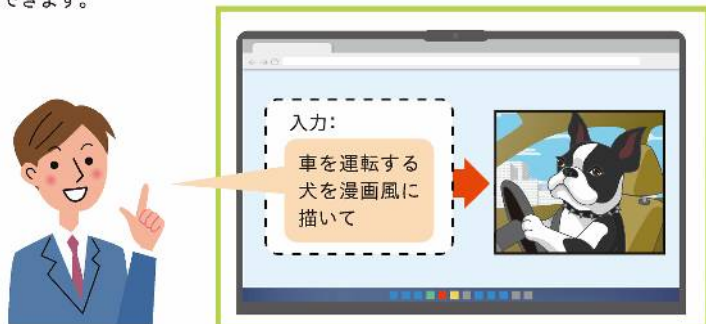 できます。
入力：
車を運転する
犬を漫画風に
描いて